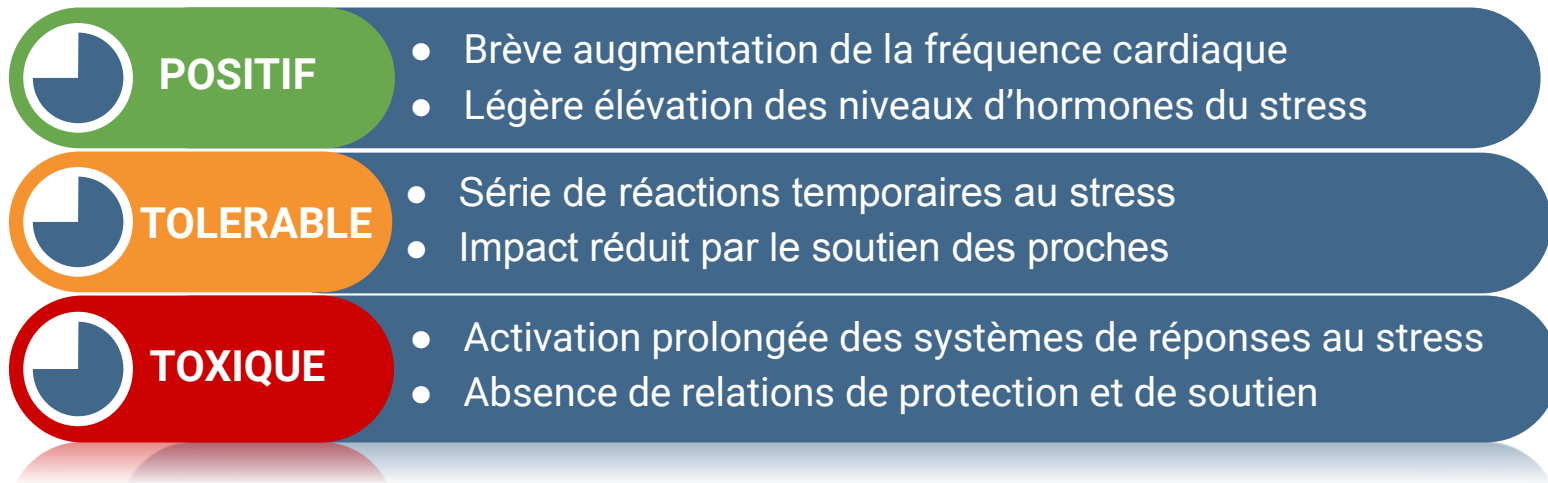 POSITIF
● Brève augmentation de la fréquence cardiaque
● Légère élévation des niveaux d’hormones du stress
TOLERABLE
● Série de réactions temporaires au stress
● Impact réduit par le soutien des proches
TOXIQUE
● Activation prolongée des systèmes de réponses au stress
● Absence de relations de protection et de soutien